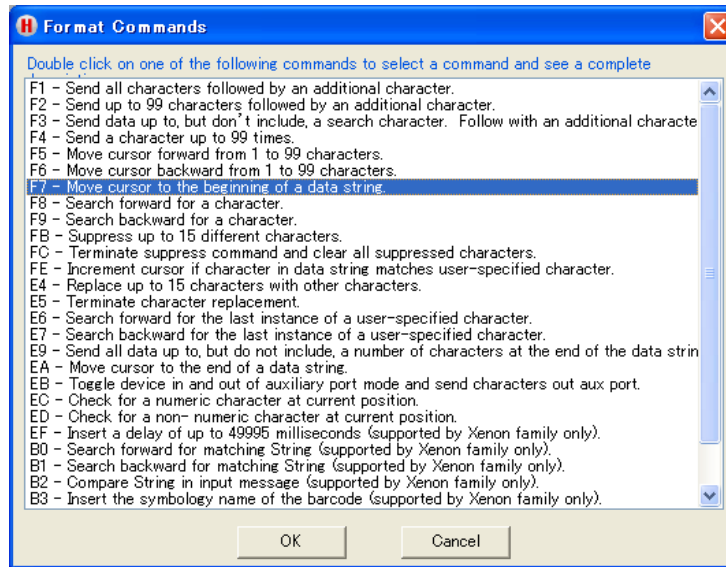 H Format Commands
Double click on one of the following commands to select a command and see a complete
F1 - Send all characters followed by an additional character.
F2 - Send up to 99 characters followed by an additional character.
F3 - Send data up to, but don't include, a search character. Follow with an additional characte
F4 - Send a character up to 99 times.
F5 - Move cursor forward from 1 to 99 characters.
F6 - Move cursor backward from 1 to 99 characters.
F7 - Move cursor to the beginning of a data string.
F8 - Search forward for a character.
F9 - Search backward for a character.
FB - Suppress up to 15 different characters.
FC - Terminate suppress command and clear all suppressed characters.
FE - Increment cursor if character in data string matches user-specified character.
E4 - Replace up to 15 characters with other characters.
E5 - Terminate character replacement.
E6 - Search forward for the last instance of a user-specified character.
E7 - Search backward for the last instance of a user-specified character.
E9 - Send all data up to, but do not include, a number of characters at the end of the data strin
EA - Move cursor to the end of a data string.
EB - Toggle device in and out of auxiliary port mode and send characters out aux port.
EC - Check for a numeric character at current position.
ED - Check for a non- numeric character at current position.
EF - Insert a delay of up to 49995 milliseconds (supported by Xenon family only).
B0 - Search forward for matching String (supported by Xenon family only).
B1 - Search backward for matching String (supported by Xenon family only).
B2 - Compare String in input message (supported by Xenon family only).
B3 - Insert the symbology name of the barcode (supported by Xenon family only).
OK Cancel